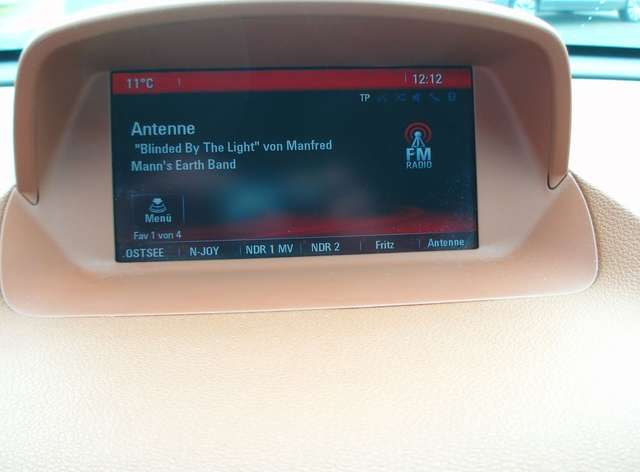 11°C
12:12
TP
Antenne
"Blinded By The Light" von Manfred
Mann's Earth Band
FM
RADIO
Menü
Fav 1 von 4
.OSTSEE N-JOY NDR 1 MV NDR 2 Fritz Antenne